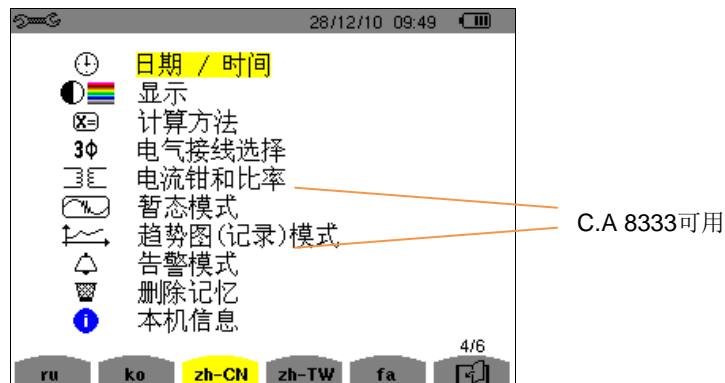 28/12/10 09:49
日期 / 时间
显示
X=
计算方法
3Φ 电气接线选择
电流钳和比率
暂态模式
趋势图(记录)模式
告警模式
删除记忆
i 本机信息
C.A 8333可用
4/6
ru ko zh-CN zh-TW fa